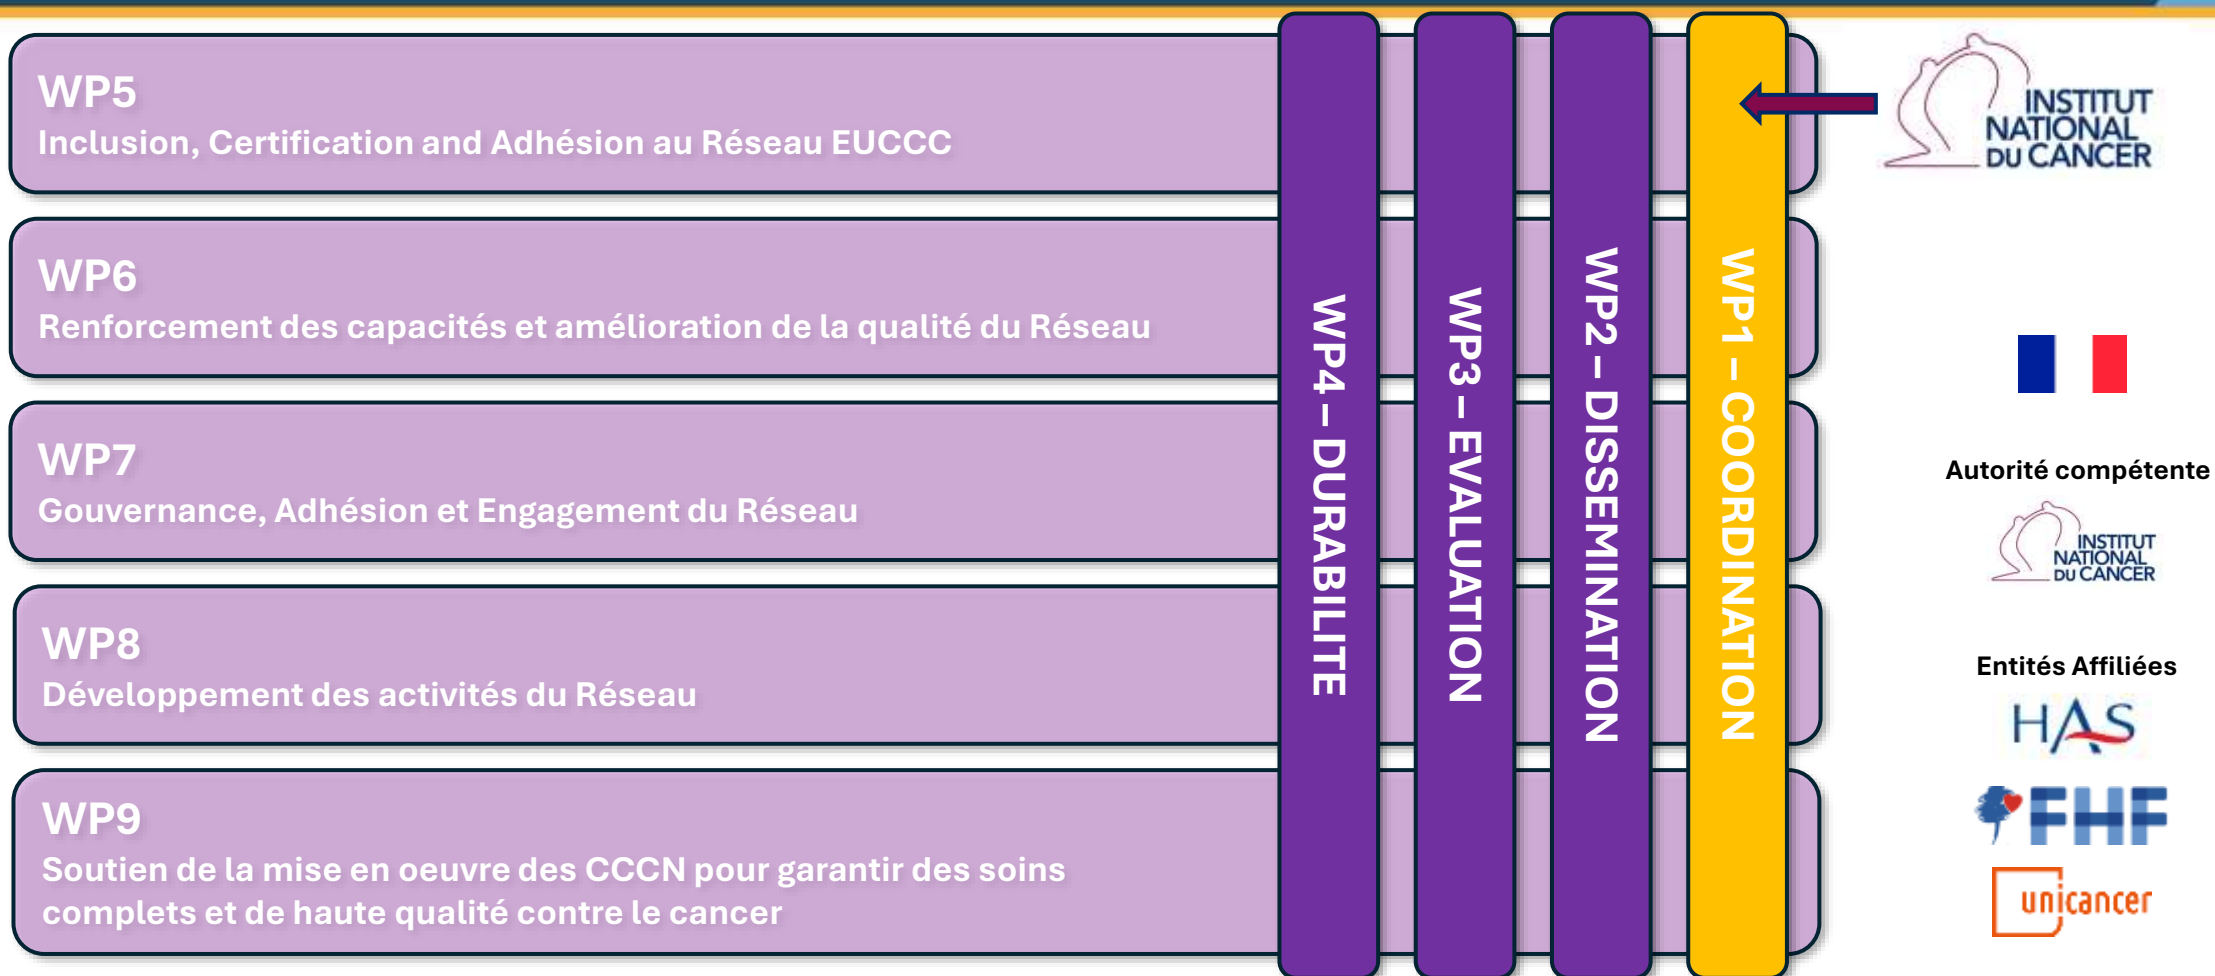 WP5
Inclusion, Certification and Adhésion au Réseau EUCCC
WP6
Renforcement des capacités et amélioration de la qualité du Réseau
WP7
Gouvernance, Adhésion et Engagement du Réseau
WP8
Développement des activités du Réseau
WP9
Soutien de la mise en oeuvre des CCCN pour garantir des soins
complets et de haute qualité contre le cancer
WP4 – DURABILITE
WP3 – EVALUATION
WP2 – DISSEMINATION
WP1 – COORDINATION
INSTITUT
NATIONAL
DU CANCER
Autorité compétente
INSTITUT
NATIONAL
DU CANCER
Entités Affiliées
HAS
FHF
unicancer